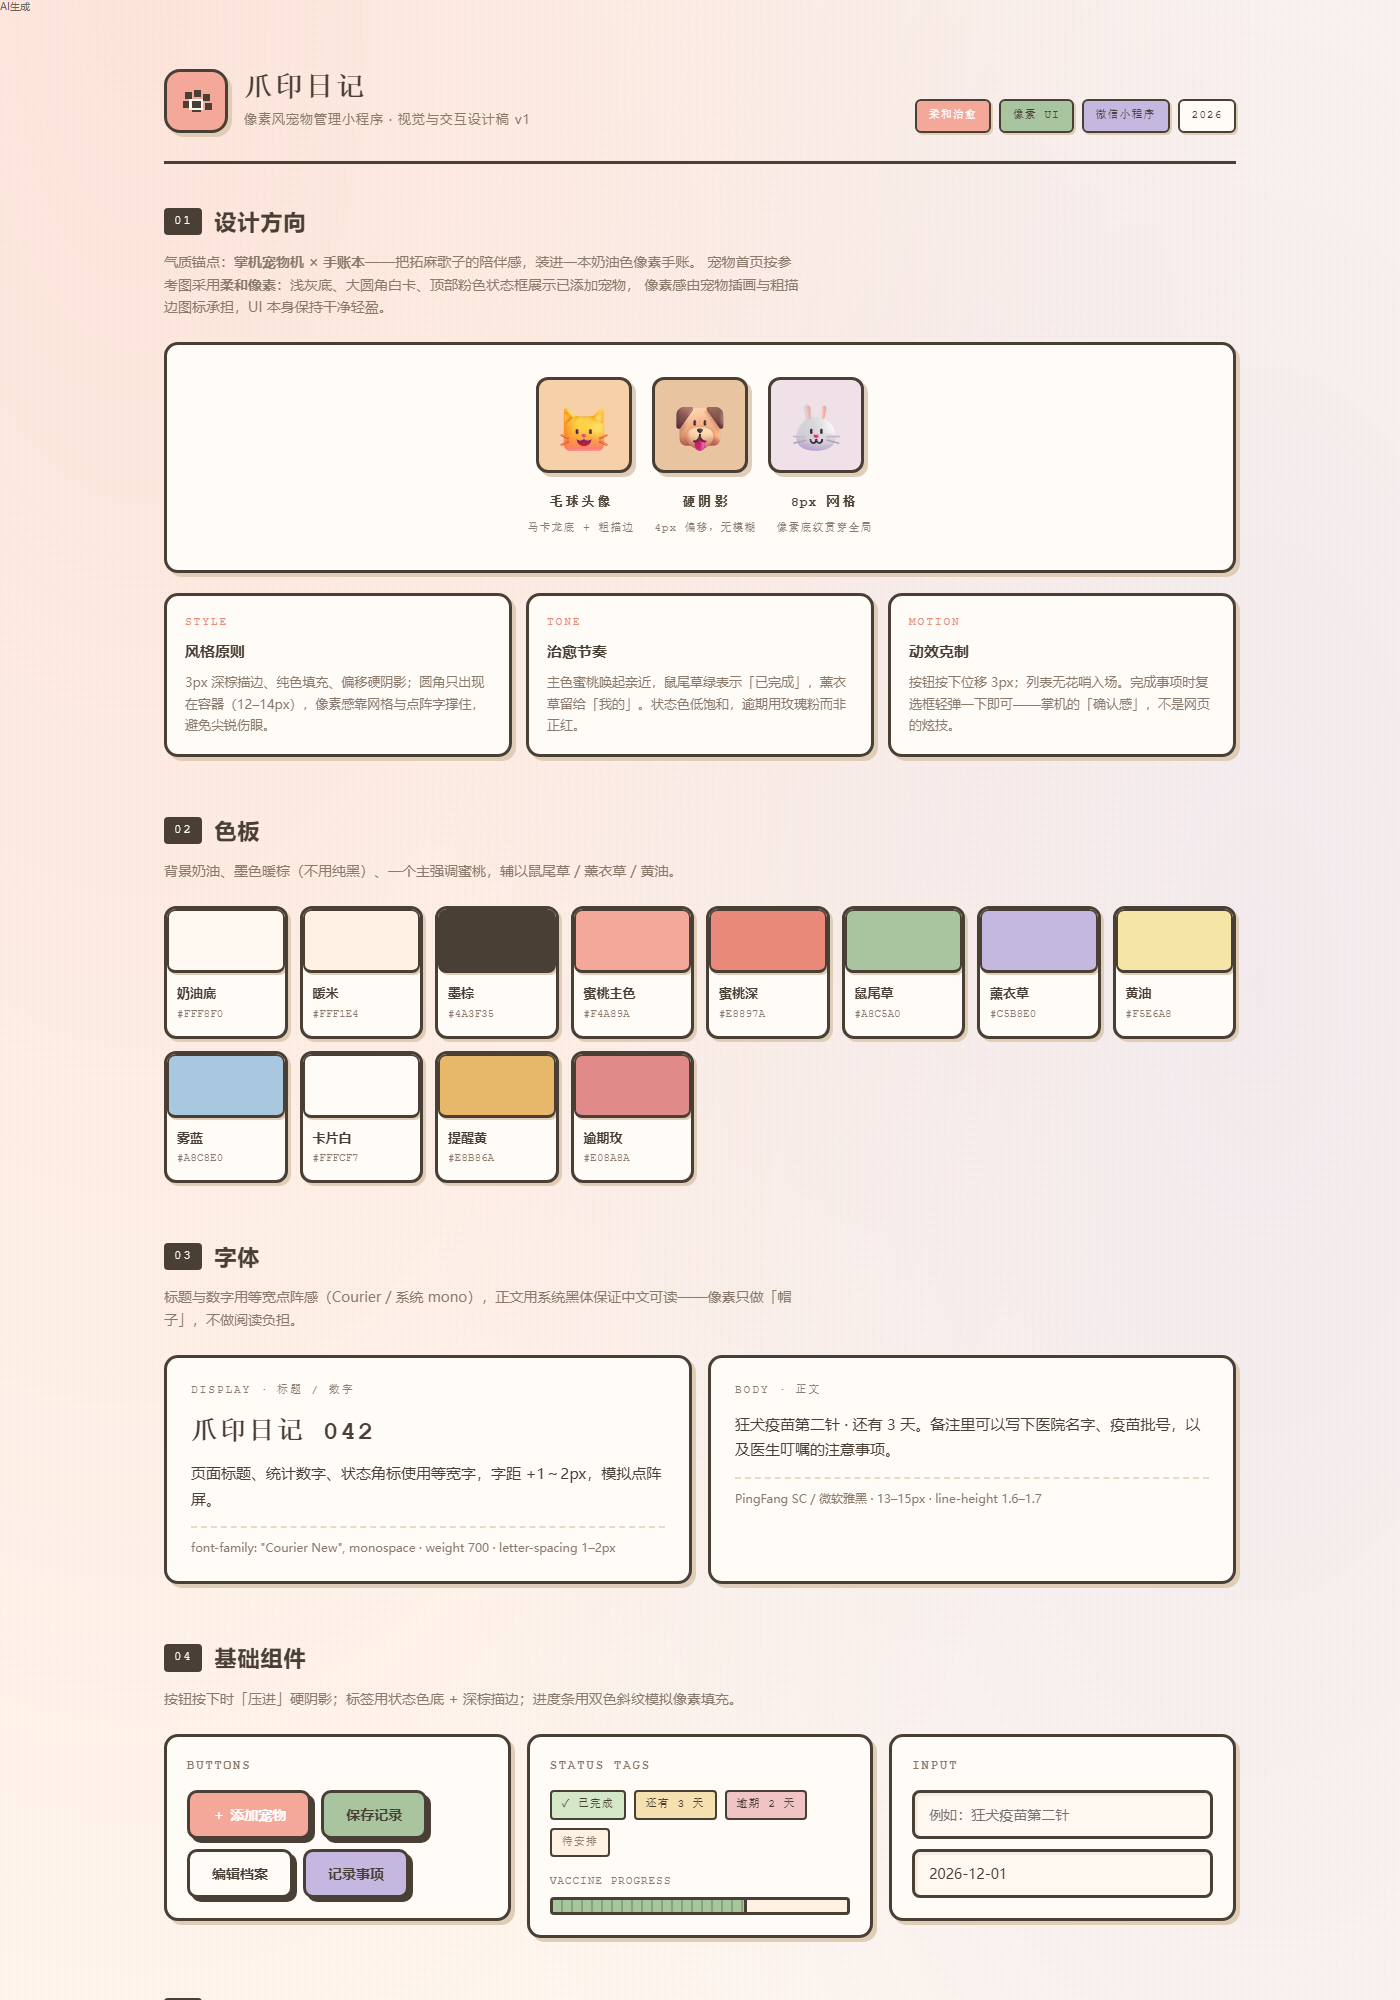 AI生成
爪印日记
像素风宠物管理小程序 · 视觉与交互设计稿 v1
柔和治愈
像素 UI
微信小程序
2026
01 设计方向
气质锚点：掌机宠物机 × 手账本——把拓麻歌子的陪伴感，装进一本奶油色像素手账。 宠物首页按参
考图采用柔和像素：浅灰底、大圆角白卡、顶部粉色状态框展示已添加宠物， 像素感由宠物插画与粗描
边图标承担，UI 本身保持干净轻盈。
毛球头像
马卡龙底 + 粗描边
硬阴影
4px 偏移，无模糊
8px 网格
像素底纹贯穿全局
STYLE
风格原则
3px 深棕描边、纯色填充、偏移硬阴影；圆角只出现
在容器（12–14px），像素感靠网格与点阵字撑住，
避免尖锐伤眼。
TONE
治愈节奏
主色蜜桃唤起亲近，鼠尾草绿表示「已完成」，薰衣
草留给「我的」。状态色低饱和，逾期用玫瑰粉而非
正红。
MOTION
动效克制
按钮按下位移 3px；列表无花哨入场。完成事项时复
选框轻弹一下即可——掌机的「确认感」，不是网页
的炫技。
02 色板
背景奶油、墨色暖棕（不用纯黑）、一个主强调蜜桃，辅以鼠尾草 / 薰衣草 / 黄油。
奶油底
#FFF8F0
暖米
#FFF1E4
墨棕
#4A3F35
蜜桃主色
#F4A89A
蜜桃深
#E8897A
鼠尾草
#A8C5A0
薰衣草
#C5B8E0
黄油
#F5E6A8
雾蓝
#A8C8E0
卡片白
#FFFCF7
提醒黄
#E8B86A
逾期玫
#E08A8A
03 字体
标题与数字用等宽点阵感（Courier / 系统 mono），正文用系统黑体保证中文可读——像素只做「帽
子」，不做阅读负担。
DISPLAY · 标题 / 数字
爪印日记 042
页面标题、统计数字、状态角标使用等宽字，字距 +1～2px，模拟点阵
屏。
font-family: "Courier New", monospace · weight 700 · letter-spacing 1–2px
BODY · 正文
狂犬疫苗第二针 · 还有 3 天。备注里可以写下医院名字、疫苗批号，以
及医生叮嘱的注意事项。
PingFang SC / 微软雅黑 · 13–15px · line-height 1.6–1.7
04 基础组件
按钮按下时「压进」硬阴影；标签用状态色底 + 深棕描边；进度条用双色斜纹模拟像素填充。
BUTTONS
+ 添加宠物
保存记录
编辑档案
记录事项
STATUS TAGS
✓ 已完成
还有 3 天
逾期 2 天
待安排
VACCINE PROGRESS
INPUT
例如：狂犬疫苗第二针
2026-12-01